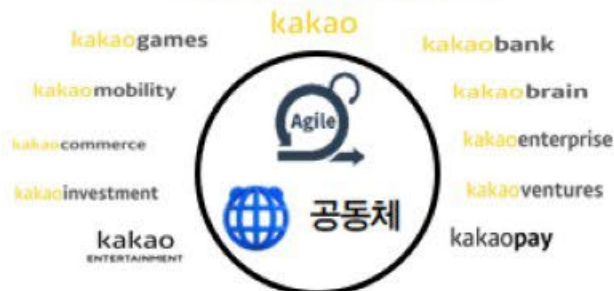 kakao
kakaogames
kakaobank
kakaomobility
kakaobrain
Agile
kakaocommerce
kakaoenterprise
kakaoinvestment
kakaoventures
공동체
kakao
ENTERTAINMENT
kakaopay